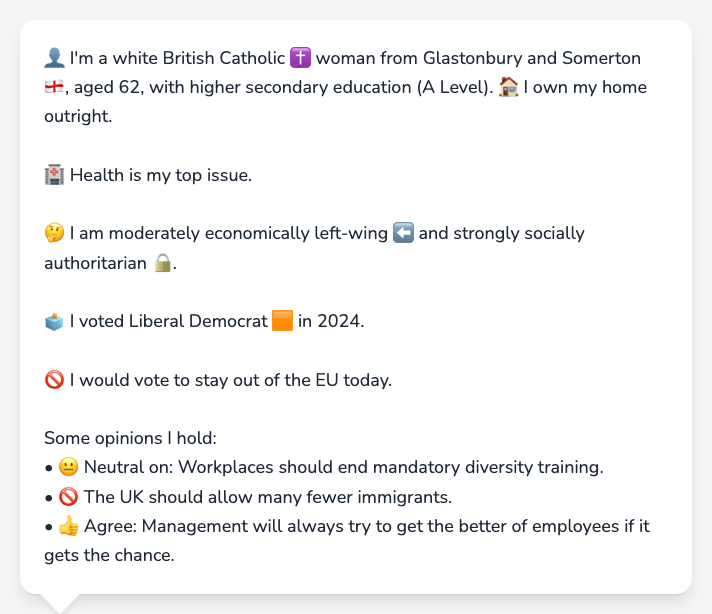 👤 I'm a white British Catholic ✝️ woman from Glastonbury and Somerton
🏴󠁧󠁢󠁥󠁮󠁧󠁿, aged 62, with higher secondary education (A Level). 🏠 I own my home
outright.
🏥 Health is my top issue.
🤔 I am moderately economically left-wing ⬅️ and strongly socially
authoritarian 🔒.
🗳️ I voted Liberal Democrat 🟧 in 2024.
🚫 I would vote to stay out of the EU today.
Some opinions I hold:
• 😐 Neutral on: Workplaces should end mandatory diversity training.
• 🚫 The UK should allow many fewer immigrants.
• 👍 Agree: Management will always try to get the better of employees if it
gets the chance.